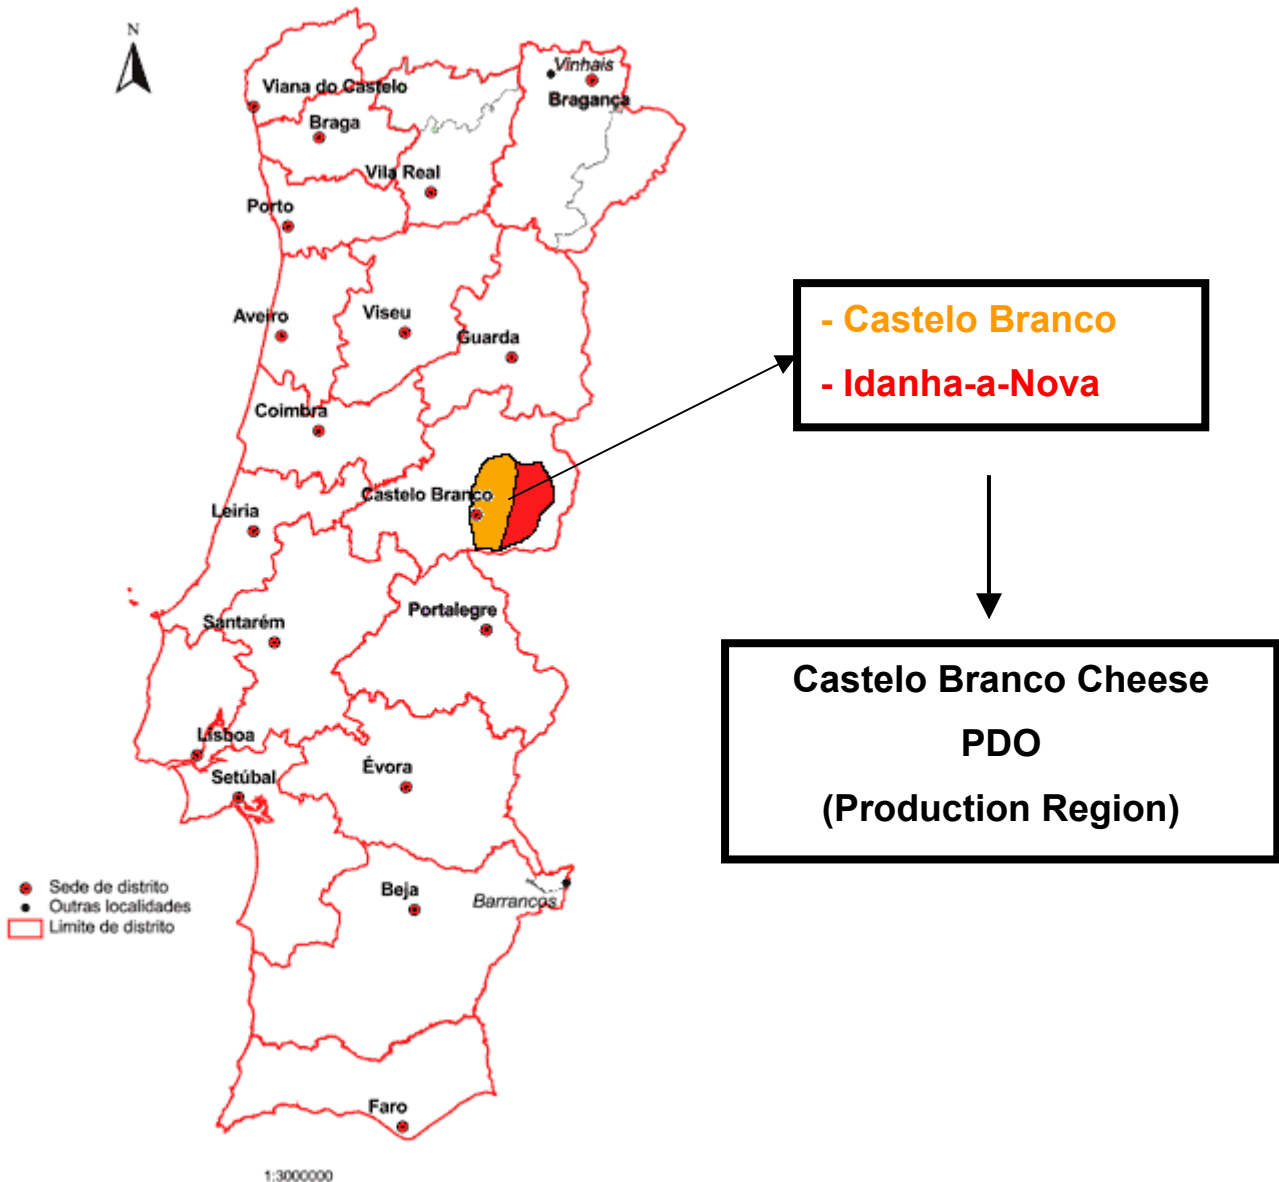 N
Vinhais
Bragança
Viana do Castelo
Braga
Vila Real
Porto
Aveiro
Viseu
Guarda
- Castelo Branco
- Idanha-a-Nova
Coimbra
Castelo Branco
Leiria
Santarém
Portalegre
Castelo Branco Cheese
PDO
(Production Region)
Lisboa
Setúbal
Évora
Beja
Barrancos
Sede de distrito
Outras localidades
Limite de distrito
Faro
1:3000000